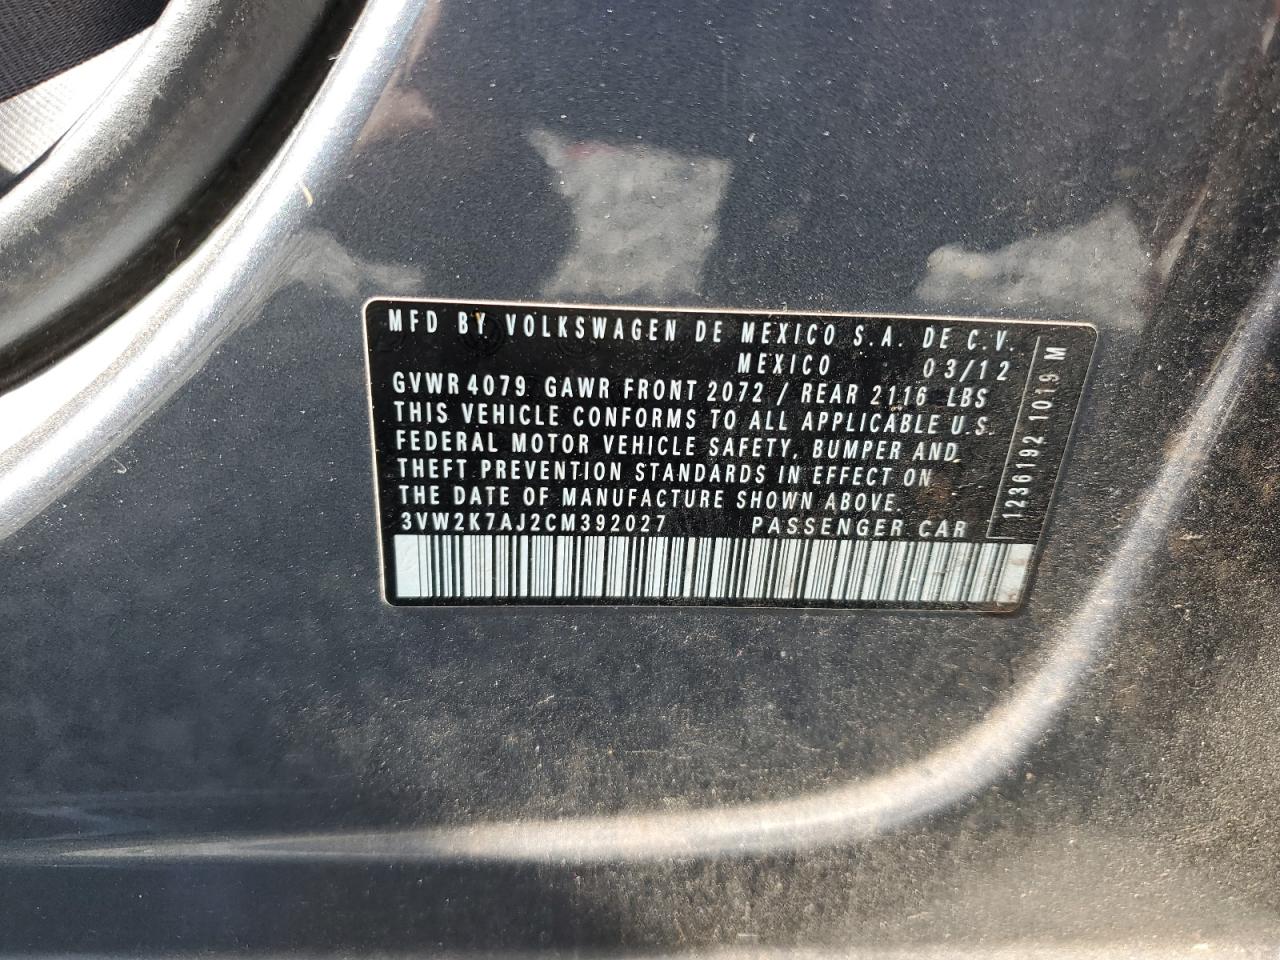 MFD BY VOLKSWAGEN DE MEXICO S.A. DE C.V.
MEXICO 03/12
GVWR 4079 GAWR FRONT 2072 / REAR 2116 LBS
THIS VEHICLE CONFORMS TO ALL APPLICABLE U.S.
FEDERAL MOTOR VEHICLE SAFETY, BUMPER AND
THEFT PREVENTION STANDARDS IN EFFECT ON
THE DATE OF MANUFACTURE SHOWN ABOVE.
3VW2K7AJ2CM392027 PASSENGER CAR
1236192 1019 M